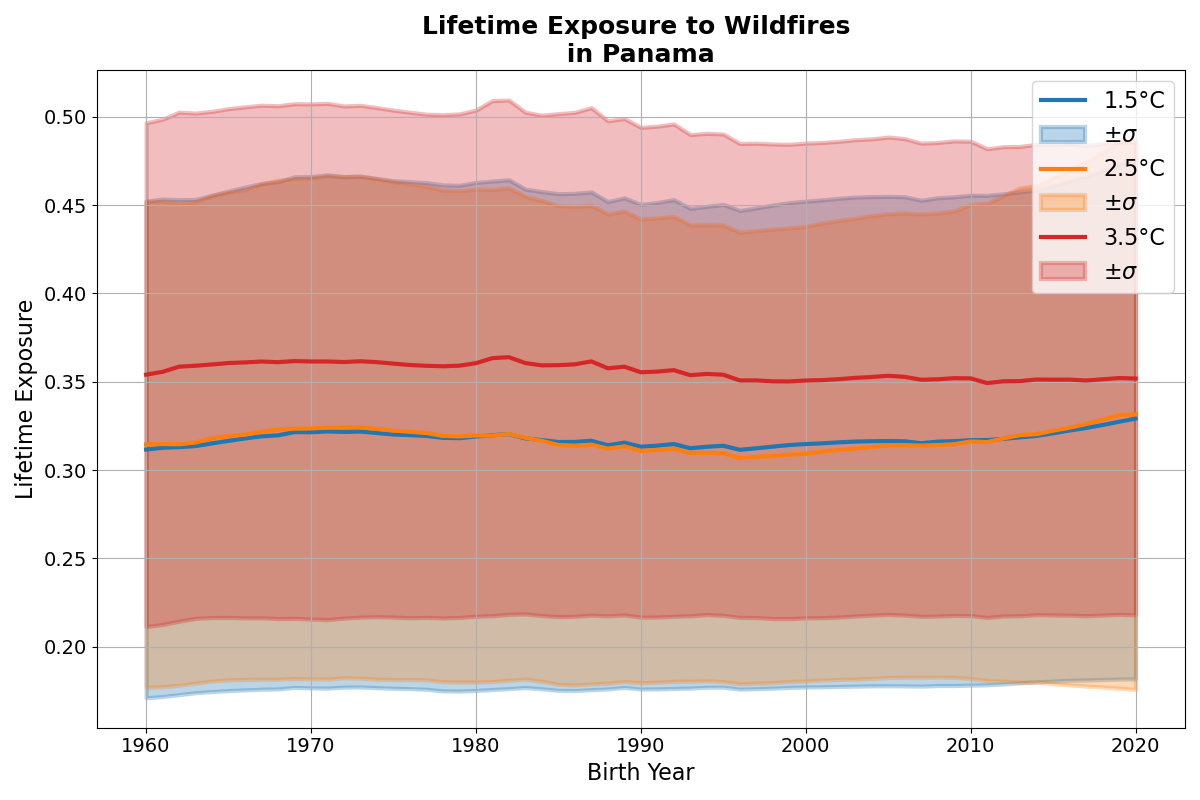 Lifetime Exposure to Wildfires
in Panama
Lifetime Exposure
0.50
0.45
0.40
0.35
0.30
0.25
0.20
1960
1970
1980
1990
2000
2010
2020
Birth Year
1.5°C
±σ
2.5°C
±σ
3.5°C
±σ